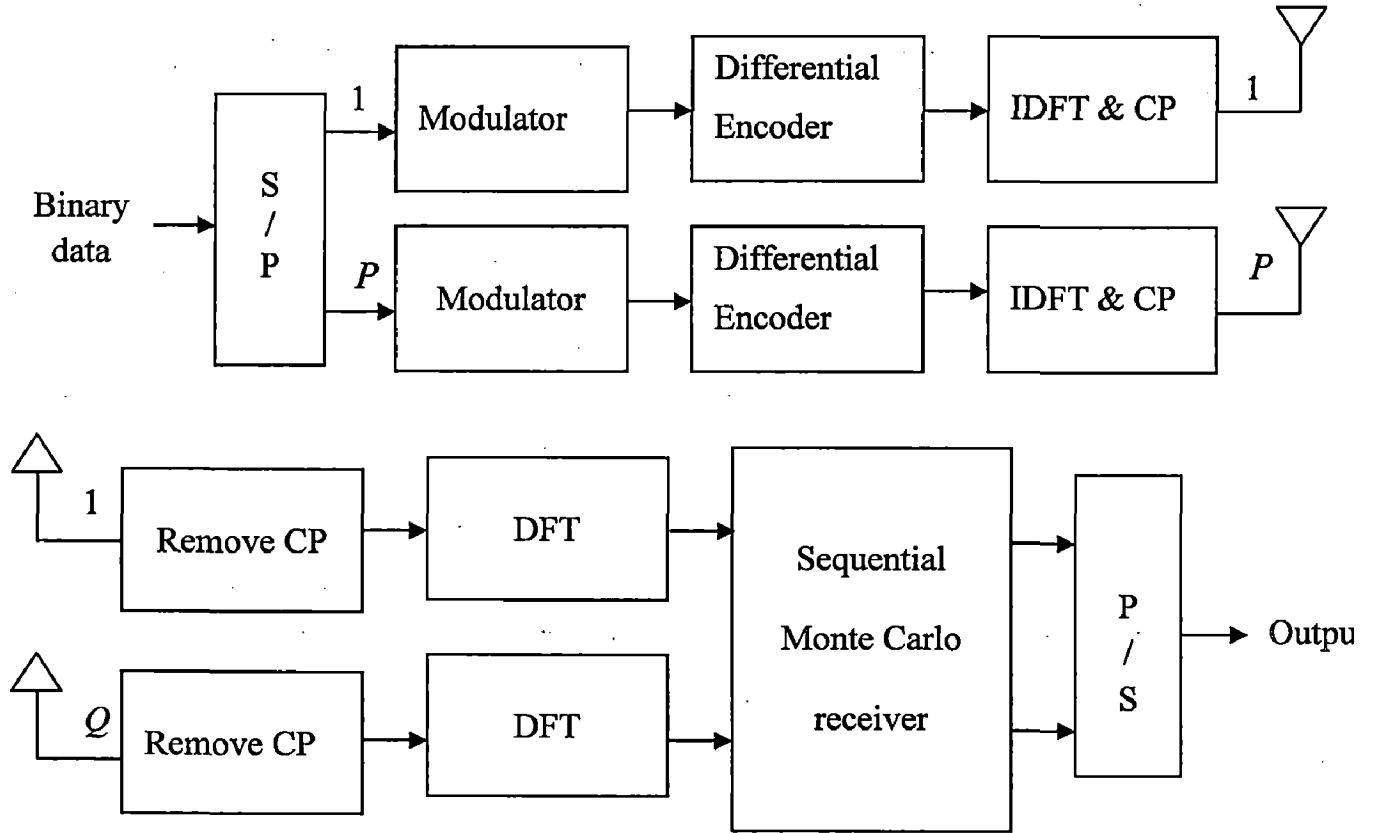 Binary
data
S
/
P
1
Modulator
Differential
Encoder
IDFT & CP
1
P
Modulator
Differential
Encoder
IDFT & CP
P
1
Remove CP
DFT
Q
Remove CP
DFT
Sequential
Monte Carlo
receiver
P
/
S
Outpu